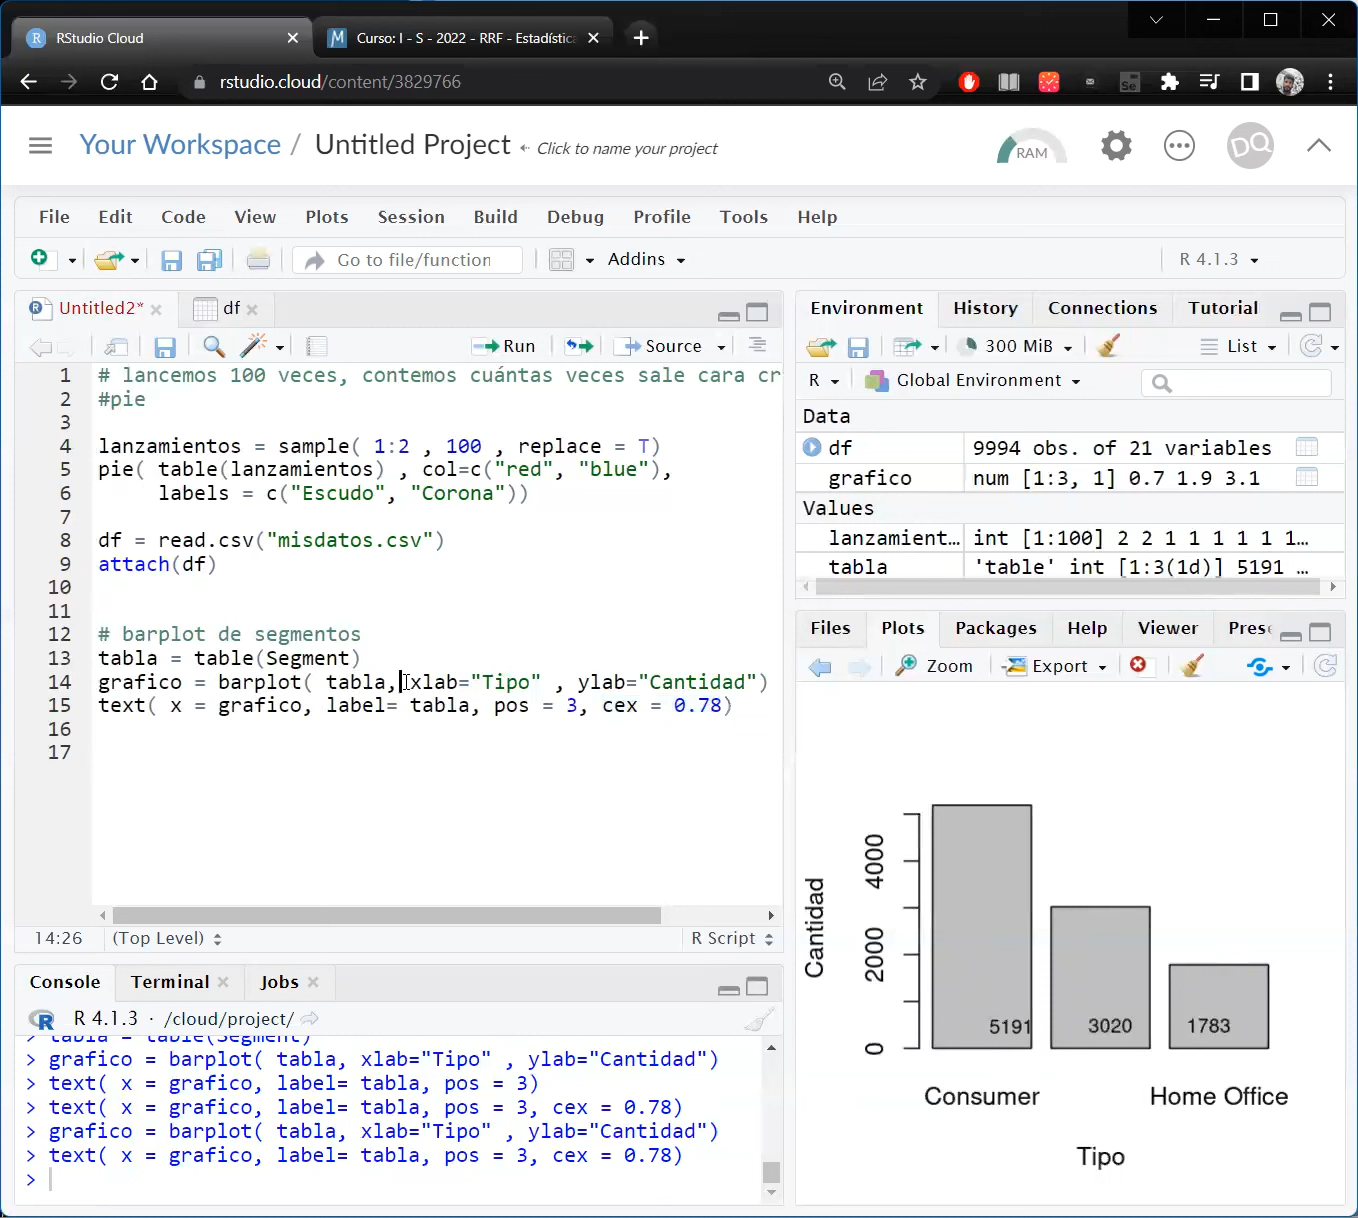 RStudio Cloud
Curso: I - S - 2022 - RRF - Estadístic
rstudio.cloud/content/3829766
Your Workspace / Untitled Project Click to name your project
RAM
DQ
File Edit Code View Plots Session Build Debug Profile Tools Help
Go to file/function
Addins
R 4.1.3
Untitled2*
df
Run
Source
1 # lancemos 100 veces, contemos cuántas veces sale cara cr
2 #pie
3
4 lanzamientos = sample( 1:2 , 100 , replace = T)
5 pie( table(lanzamientos) , col=c("red", "blue"),
6 labels = c("Escudo", "Corona"))
7
8 df = read.csv("misdatos.csv")
9 attach(df)
10
11
12 # barplot de segmentos
13 tabla = table(Segment)
14 grafico = barplot( tabla, xlab="Tipo" , ylab="Cantidad")
15 text( x = grafico, label= tabla, pos = 3, cex = 0.78)
16
17
14:26 (Top Level) R Script
Console Terminal Jobs
R 4.1.3 · /cloud/project/
> tabla = table(Segment)
> grafico = barplot( tabla, xlab="Tipo" , ylab="Cantidad")
> text( x = grafico, label= tabla, pos = 3)
> text( x = grafico, label= tabla, pos = 3, cex = 0.78)
> grafico = barplot( tabla, xlab="Tipo" , ylab="Cantidad")
> text( x = grafico, label= tabla, pos = 3, cex = 0.78)
>
Environment History Connections Tutorial
300 MiB
List
R Global Environment
Data
df 9994 obs. of 21 variables
grafico num [1:3, 1] 0.7 1.9 3.1
Values
lanzamient… int [1:100] 2 2 1 1 1 1 1 1…
tabla 'table' int [1:3(1d)] 5191 …
Files Plots Packages Help Viewer Prese
Zoom
Export
Cantidad
4000
2000
0
5191
3020
1783
Consumer
Home Office
Tipo